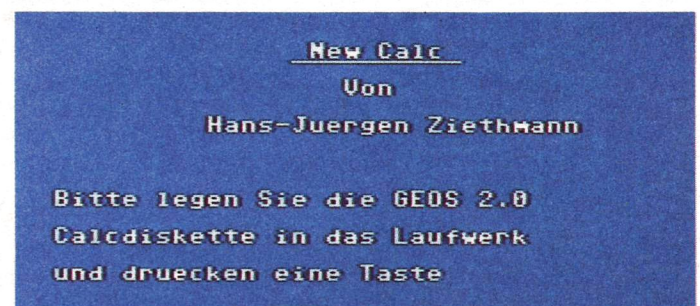 New Calc
Von
Hans-Juergen Ziethmann
Bitte legen Sie die GEOS 2.0
Calcdiskette in das Laufwerk
und druecken eine Taste